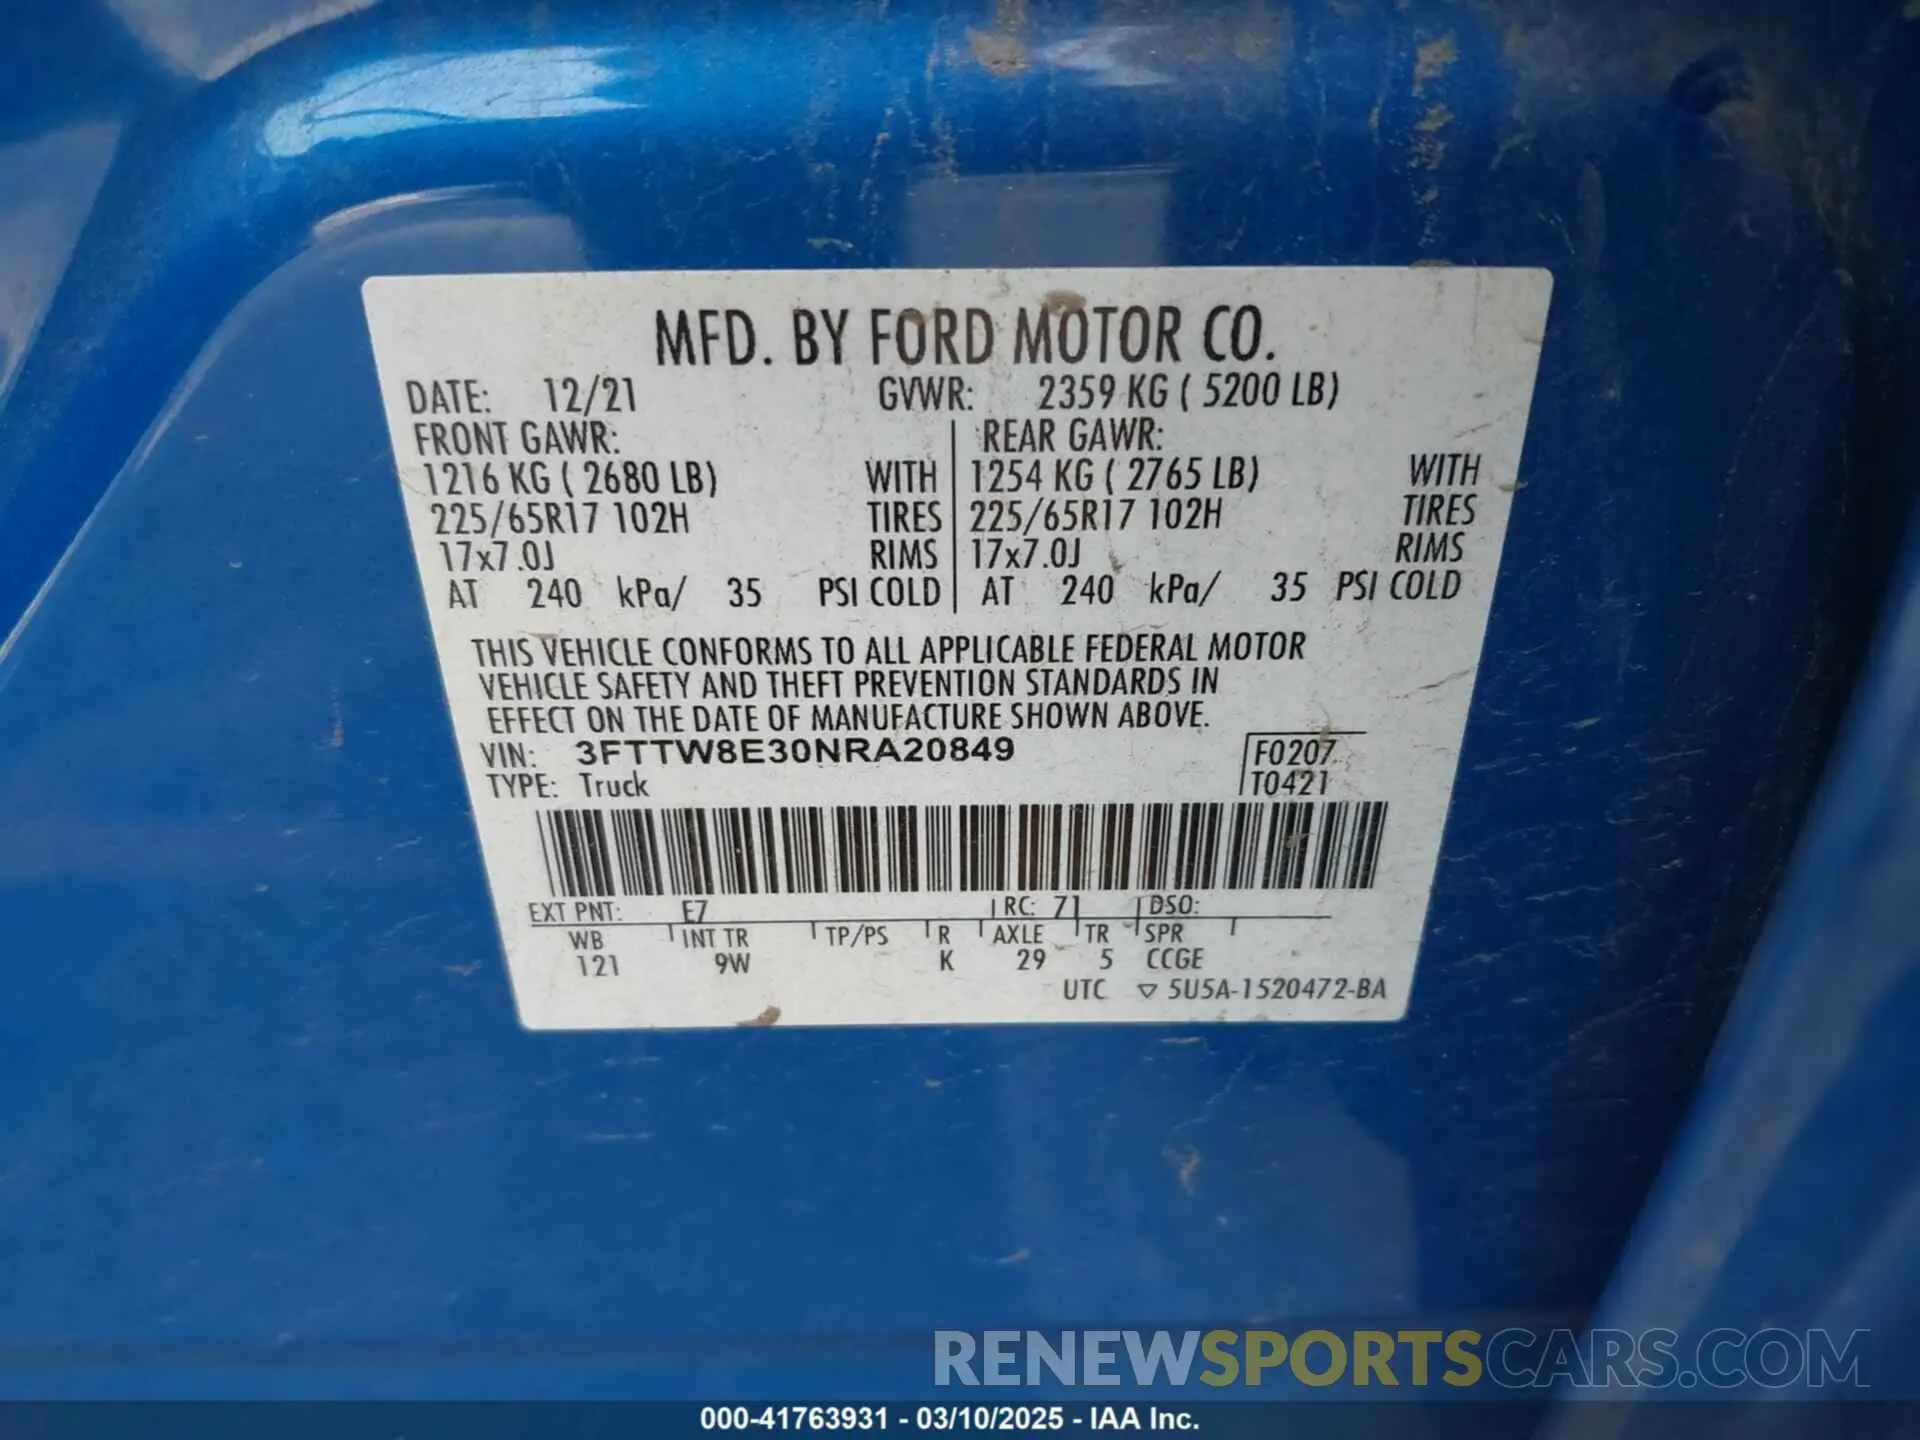 MFD. BY FORD MOTOR CO.
DATE: 12/21 GVWR: 2359 KG ( 5200 LB)
FRONT GAWR: REAR GAWR:
1216 KG ( 2680 LB) WITH 1254 KG ( 2765 LB) WITH
225/65R17 102H TIRES 225/65R17 102H TIRES
17x7.0J RIMS 17x7.0J RIMS
AT 240 kPa/ 35 PSI COLD AT 240 kPa/ 35 PSI COLD
THIS VEHICLE CONFORMS TO ALL APPLICABLE FEDERAL MOTOR
VEHICLE SAFETY AND THEFT PREVENTION STANDARDS IN
EFFECT ON THE DATE OF MANUFACTURE SHOWN ABOVE.
VIN: 3FTTW8E30NRA20849 F0207
TYPE: Truck T0421
EXT PNT: E7 RC: 71 DSO:
WB INT TR TP/PS R AXLE TR SPR
121 9W K 29 5 CCGE
UTC ▽ 5U5A-1520472-BA
RENEWSPORTSCARS.COM
000-41763931 - 03/10/2025 - IAA Inc.